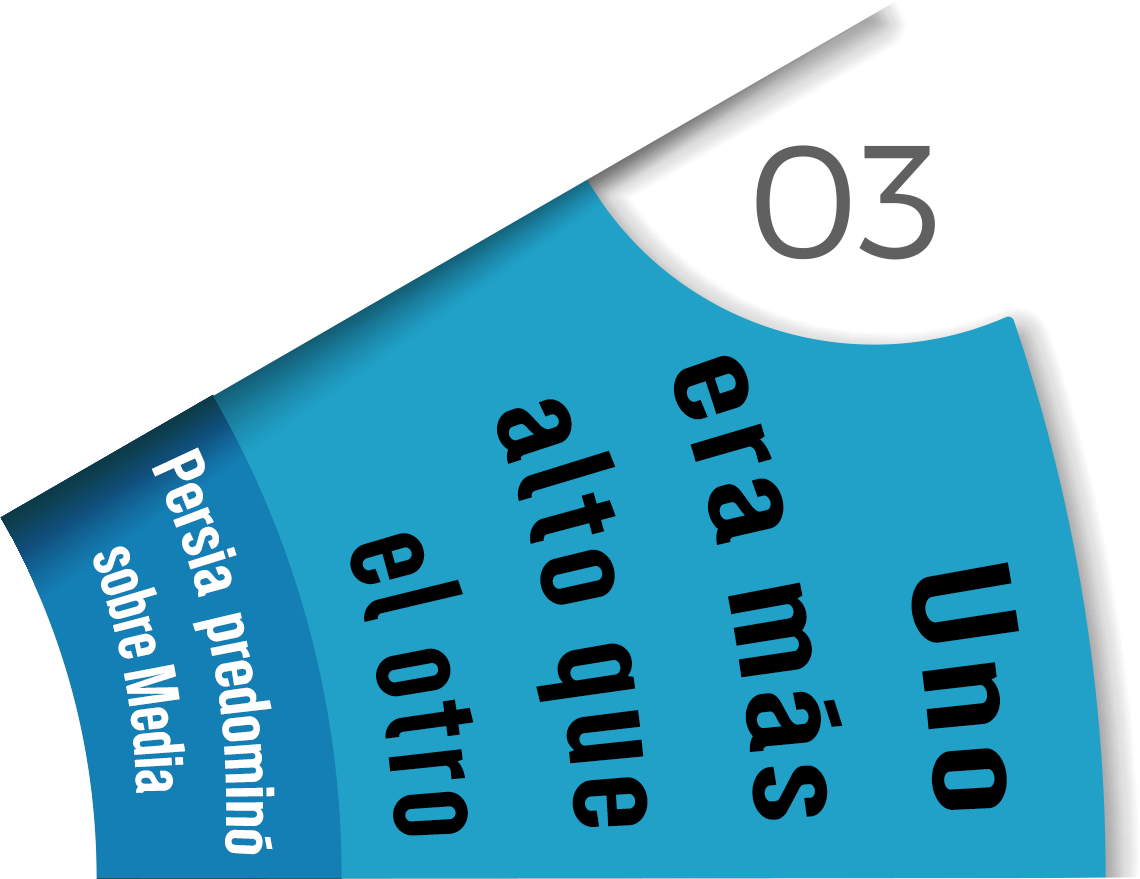 03
Uno
era más
alto que
el otro
Persia predominó
sobre Media